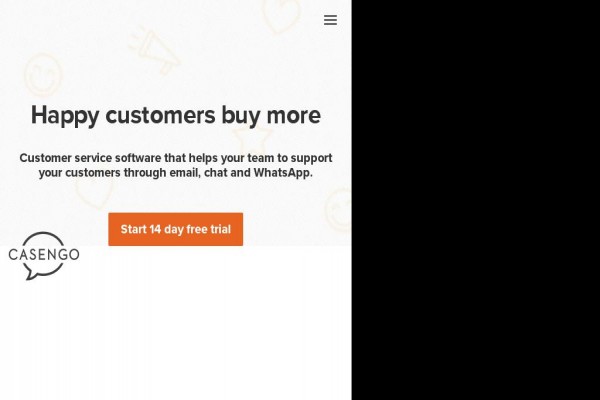 Happy customers buy more
Customer service software that helps your team to support
your customers through email, chat and WhatsApp.
Start 14 day free trial
CASENGO